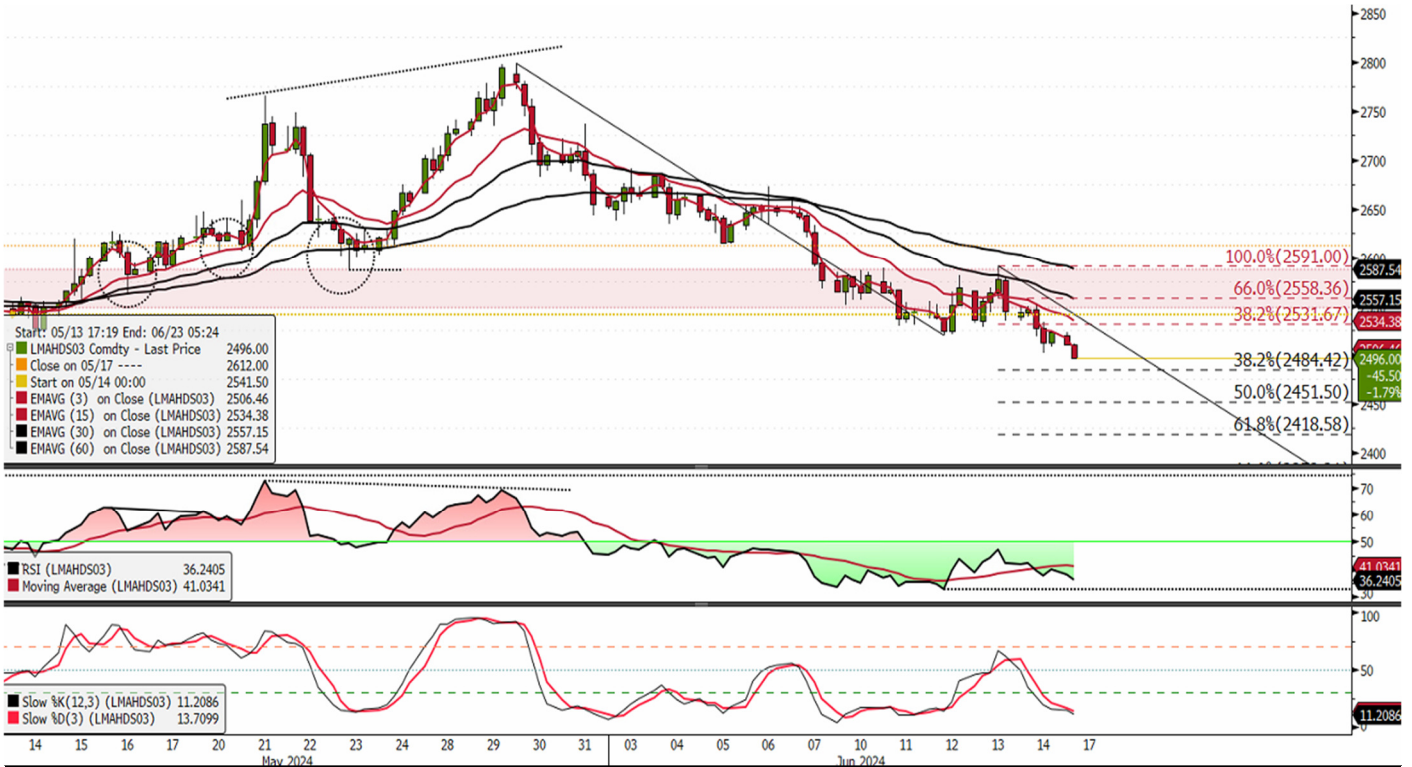 2850
2800
2750
2700
2650
2600
100.0%(2591.00)
2587.54
66.0%(2558.36)
2557.15
38.2%(2531.67)
2534.38
38.2%(2484.42)
2496.00
-45.50
-1.79%
50.0%(2451.50)
2450
61.8%(2418.58)
2400
Start: 05/13 17:19 End: 06/23 05:24
LMAHDS03 Comdty - Last Price 2496.00
Close on 05/17 ---- 2612.00
Start on 05/14 00:00 2541.50
EMAVG (3) on Close (LMAHDS03) 2506.46
EMAVG (15) on Close (LMAHDS03) 2534.38
EMAVG (30) on Close (LMAHDS03) 2557.15
EMAVG (60) on Close (LMAHDS03) 2587.54
70
60
50
41.0341
36.2405
30
RSI (LMAHDS03) 36.2405
Moving Average (LMAHDS03) 41.0341
100
50
11.2086
0
Slow %K(12,3) (LMAHDS03) 11.2086
Slow %D(3) (LMAHDS03) 13.7099
14 15 16 17 20 21 22 23 24 28 29 30 31 03 04 05 06 07 10 11 12 13 14 17
May 2024 Jun 2024